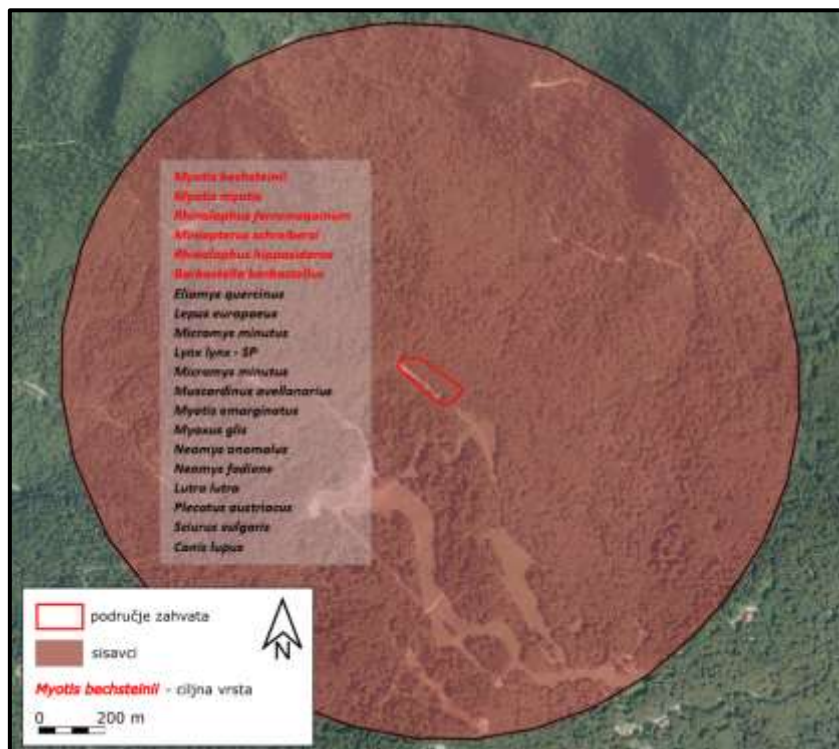 Myotis bechsteinii
Myotis myotis
Rhinolophus ferrumequinum
Miniopterus schreibersi
Rhinolophus hipposideros
Barbastella barbastellus
Eliomys quercinus
Lepus europaeus
Micromys minutus
Lynx lynx - SP
Micromys minutus
Muscardinus avellanarius
Myotis emarginatus
Myoxus glis
Neomys anomalus
Neomys fodiens
Lutra lutra
Plecotus austriacus
Sciurus vulgaris
Canis lupus
područje zahvata
sisavci
N
Myotis bechsteinii - ciljna vrsta
0 200 m